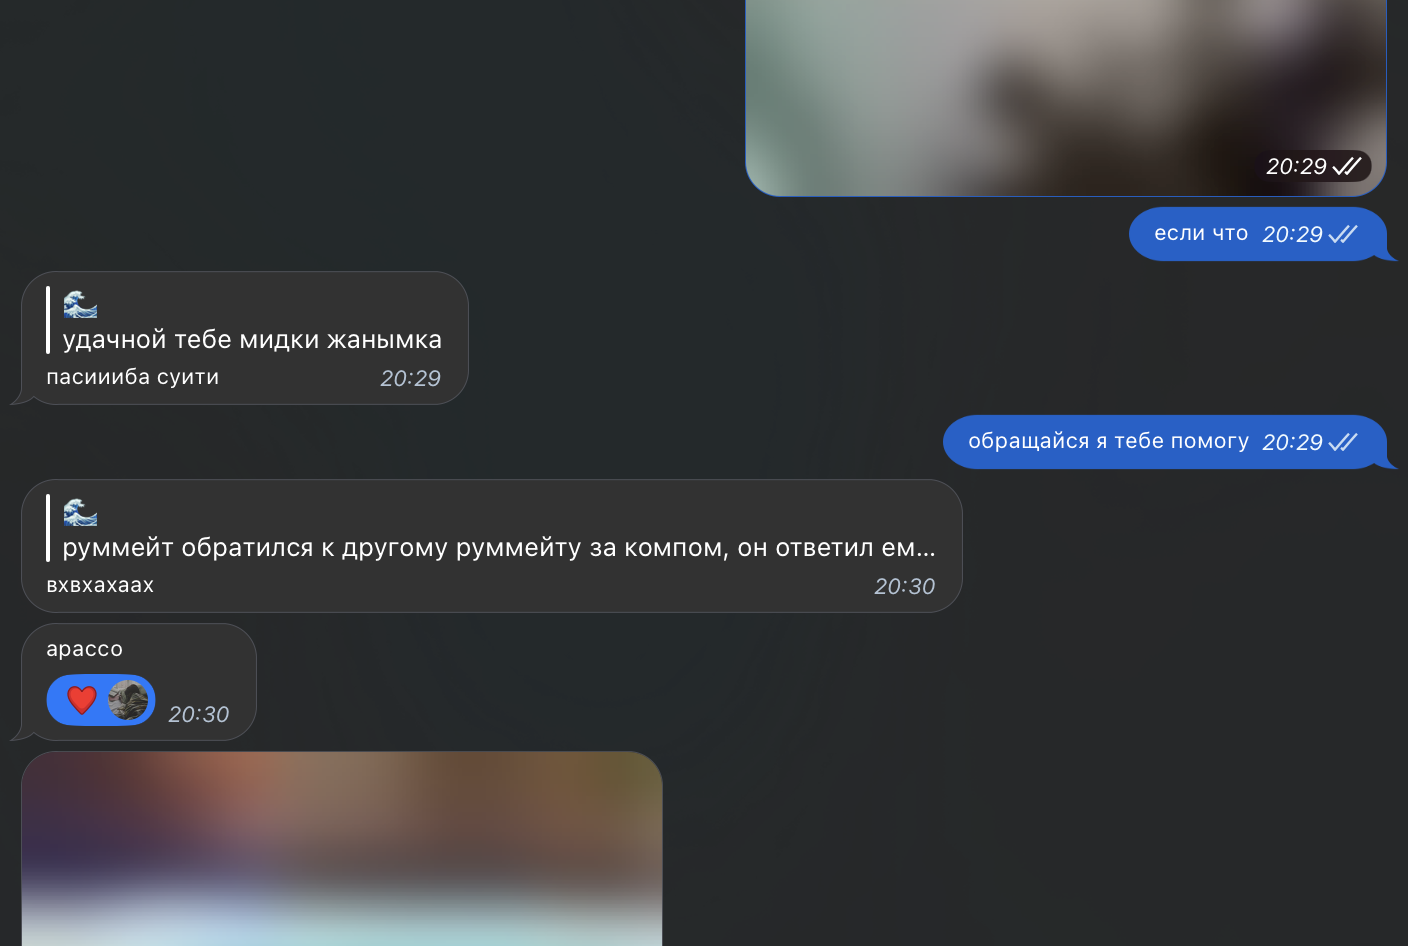 20:29
если что 20:29
🌊
удачной тебе мидки жанымка
пасиииба суити 20:29
обращайся я тебе помогу 20:29
🌊
руммейт обратился к другому руммейту за компом, он ответил ем...
вхвхахаах 20:30
арассо
❤️ 20:30